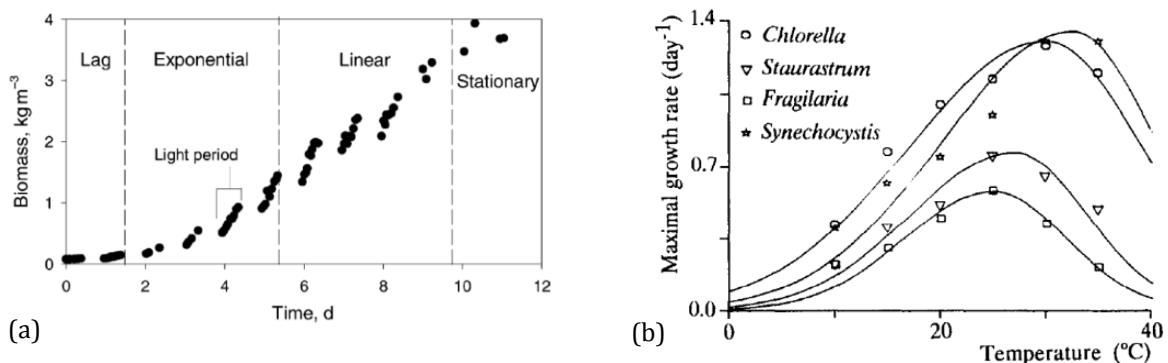 4
3
2
1
0
Biomass, kg m⁻³
Lag
Exponential
Linear
Stationary
Light period
0 2 4 6 8 10 12
Time, d
(a)
1.4
0.7
0.0
Maximal growth rate (day⁻¹)
Chlorella
Staurastrum
Fragilaria
Synechocystis
0 20 40
Temperature (°C)
(b)